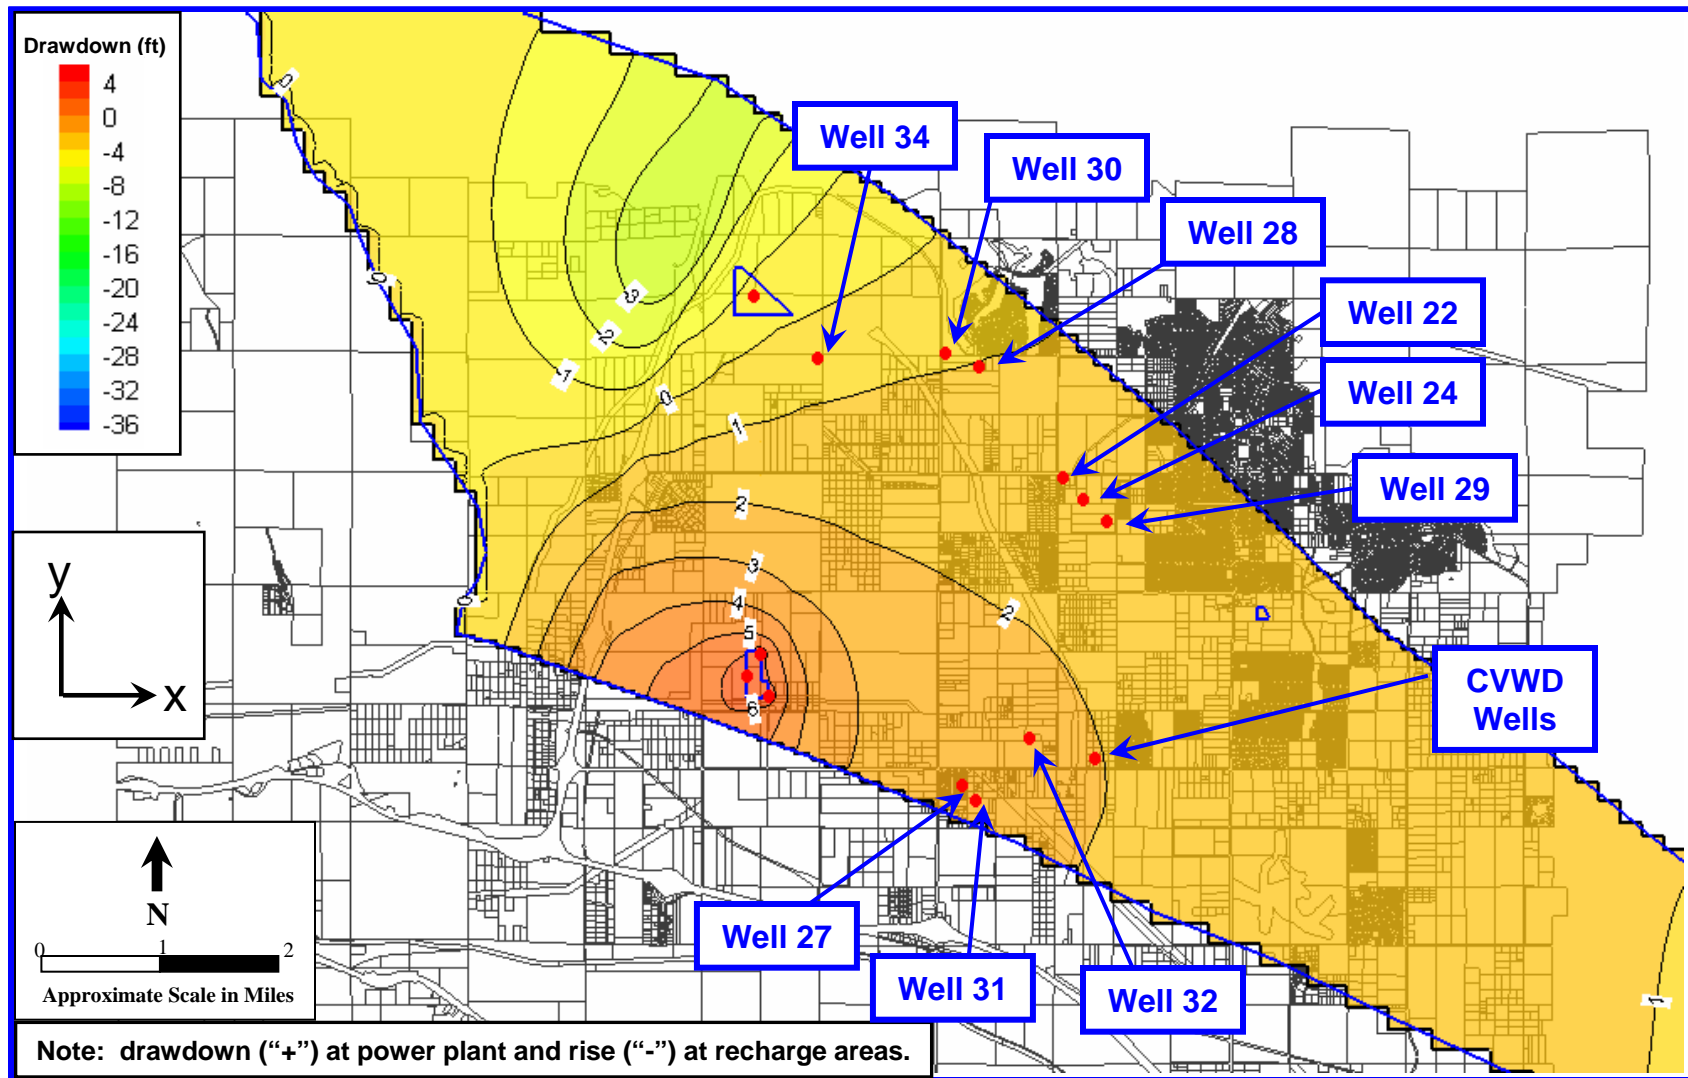 Drawdown (ft)
4
0
-4
-8
-12
-16
-20
-24
-28
-32
-36
0
Well 34
Well 30
Well 28
Well 22
Well 24
Well 29
0
-3
-2
-1
0
1
2
3
4
5
6
2
0
y
x
CVWD
Wells
N
0 1 2
Approximate Scale in Miles
Well 27
Well 31
Well 32
1
Note: drawdown (“+”) at power plant and rise (“-”) at recharge areas.